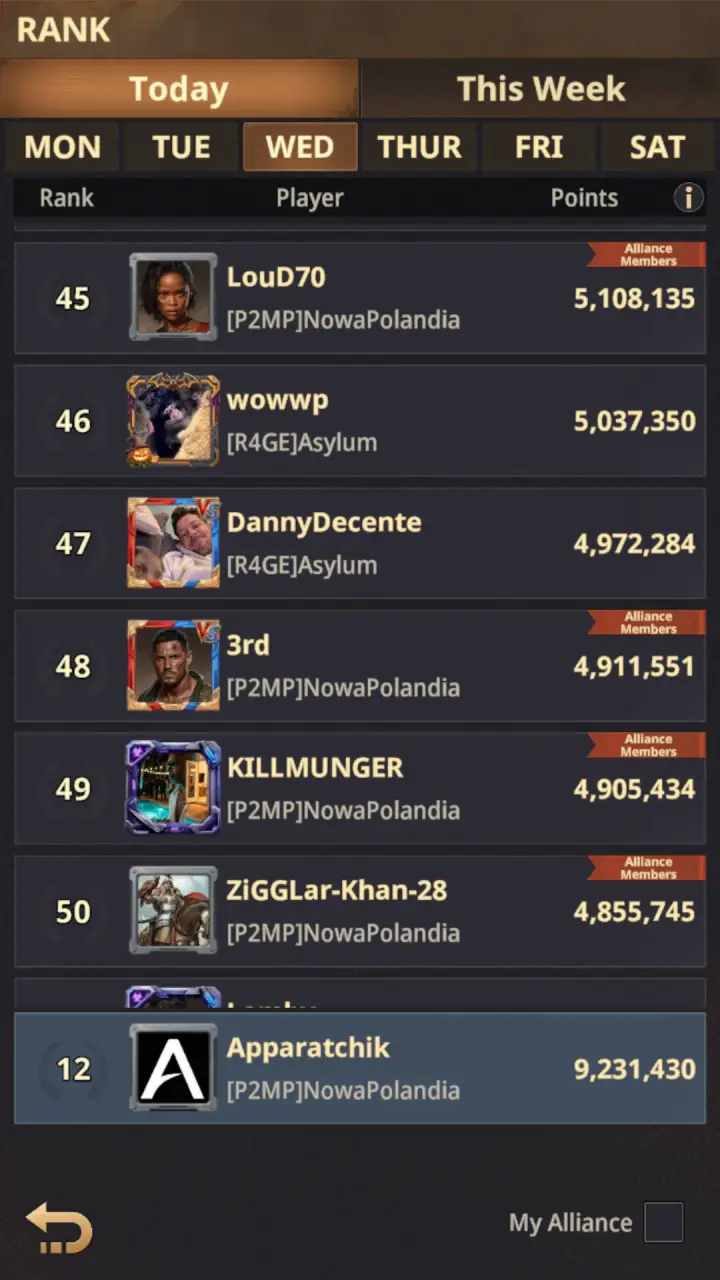 RANK
Today
This Week
MON
TUE
WED
THUR
FRI
SAT
Rank
Player
Points
Alliance
Members
45
LouD70
[P2MP]NowaPolandia
5,108,135
46
wowwp
[R4GE]Asylum
5,037,350
47
VS
DannyDecente
[R4GE]Asylum
4,972,284
Alliance
Members
48
VS
3rd
[P2MP]NowaPolandia
4,911,551
Alliance
Members
49
KILLMUNGER
[P2MP]NowaPolandia
4,905,434
Alliance
Members
50
ZiGGLar-Khan-28
[P2MP]NowaPolandia
4,855,745
12
Apparatchik
[P2MP]NowaPolandia
9,231,430
My Alliance